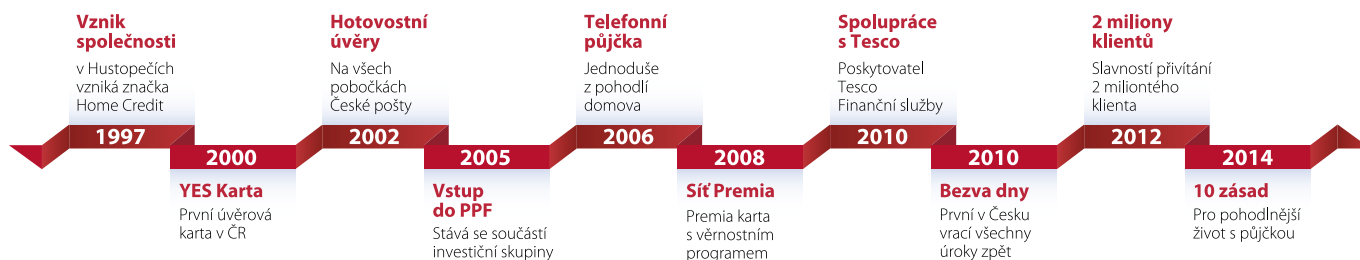 Vznik
společnosti
v Hustopečích
vzniká značka
Home Credit
1997
2000
YES Karta
První úvěrová
karta v ČR
Hotovostní
úvěry
Na všech
pobočkách
České pošty
2002
2005
Vstup
do PPF
Stává se součástí
investiční skupiny
Telefonní
půjčka
Jednoduše
z pohodlí
domova
2006
2008
Síť Premia
Premia karta
s věrnostním
programem
Spolupráce
s Tesco
Poskytovatel
Tesco
Finanční služby
2010
2010
Bezva dny
První v Česku
vrací všechny
úroky zpět
2 miliony
klientů
Slavností přivítání
2 miliontého
klienta
2012
2014
10 zásad
Pro pohodlnější
život s půjčkou